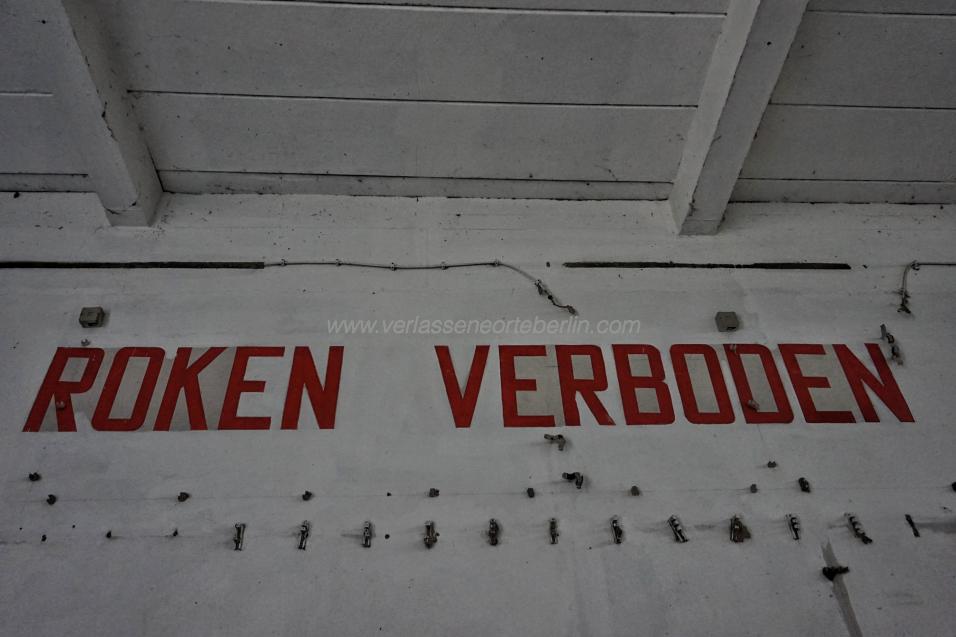 www.verlasseneorteberlin.com
ROKEN VERBODEN